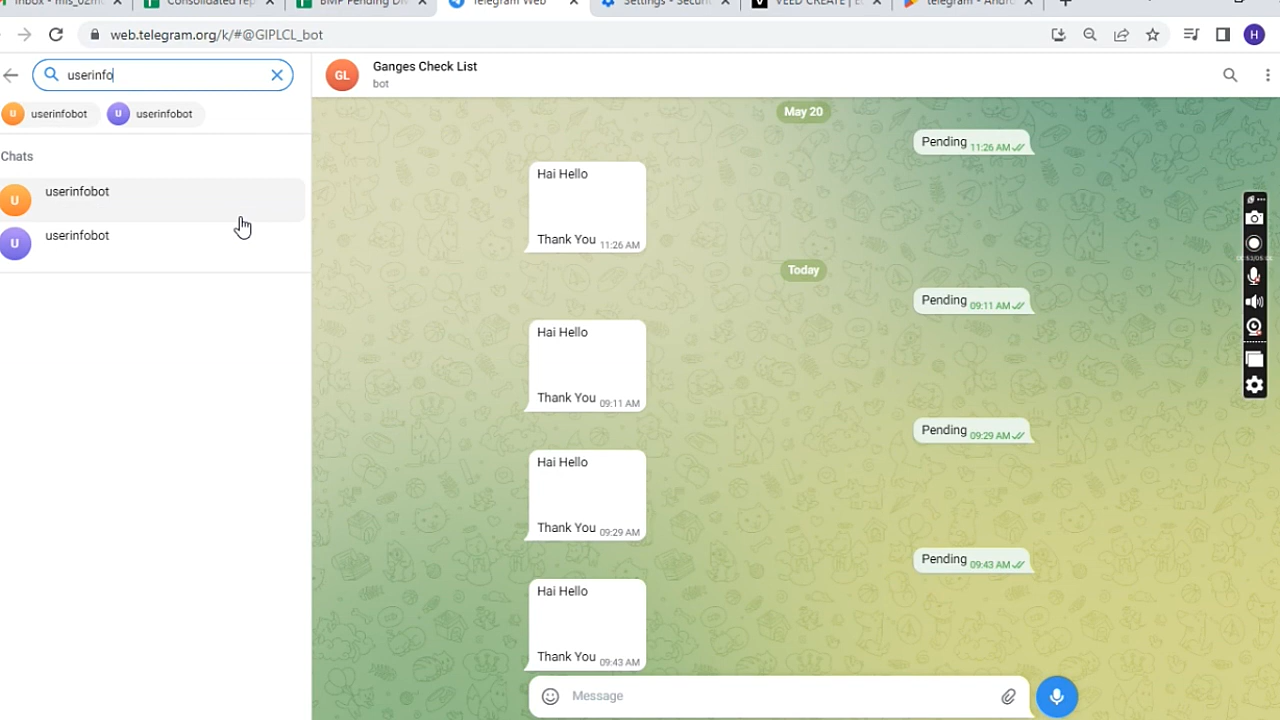 Telegram Web
web.telegram.org/k/#@GIPLCL_bot
H
userinfo
U userinfobot U userinfobot
Chats
U userinfobot
U userinfobot
GL Ganges Check List
bot
May 20
Pending 11:26 AM
Hai Hello
Thank You 11:26 AM
Today
Pending 09:11 AM
Hai Hello
Thank You 09:11 AM
Pending 09:29 AM
Hai Hello
Thank You 09:29 AM
Pending 09:43 AM
Hai Hello
Thank You 09:43 AM
Message